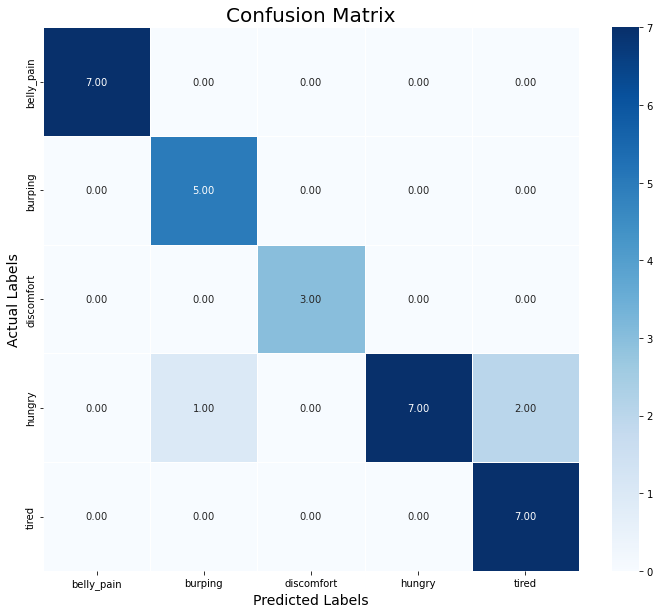 Confusion Matrix
Actual Labels
belly_pain 7.00 0.00 0.00 0.00 0.00
burping 0.00 5.00 0.00 0.00 0.00
discomfort 0.00 0.00 3.00 0.00 0.00
hungry 0.00 1.00 0.00 7.00 2.00
tired 0.00 0.00 0.00 0.00 7.00
belly_pain burping discomfort hungry tired
Predicted Labels
7
6
5
4
3
2
1
0